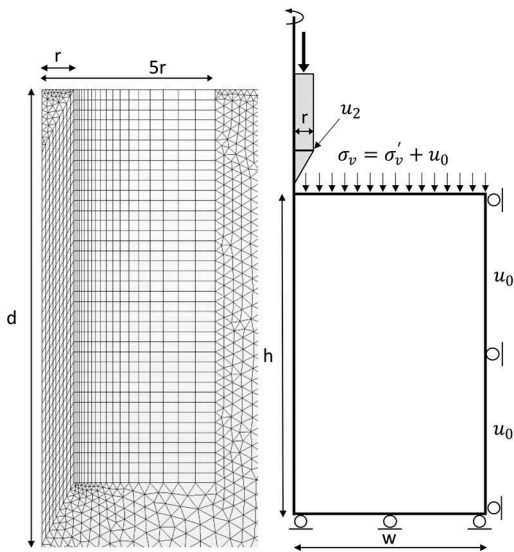 r
5r
d
r
u₂
σᵥ = σᵥ′ + u₀
u₀
h
u₀
w